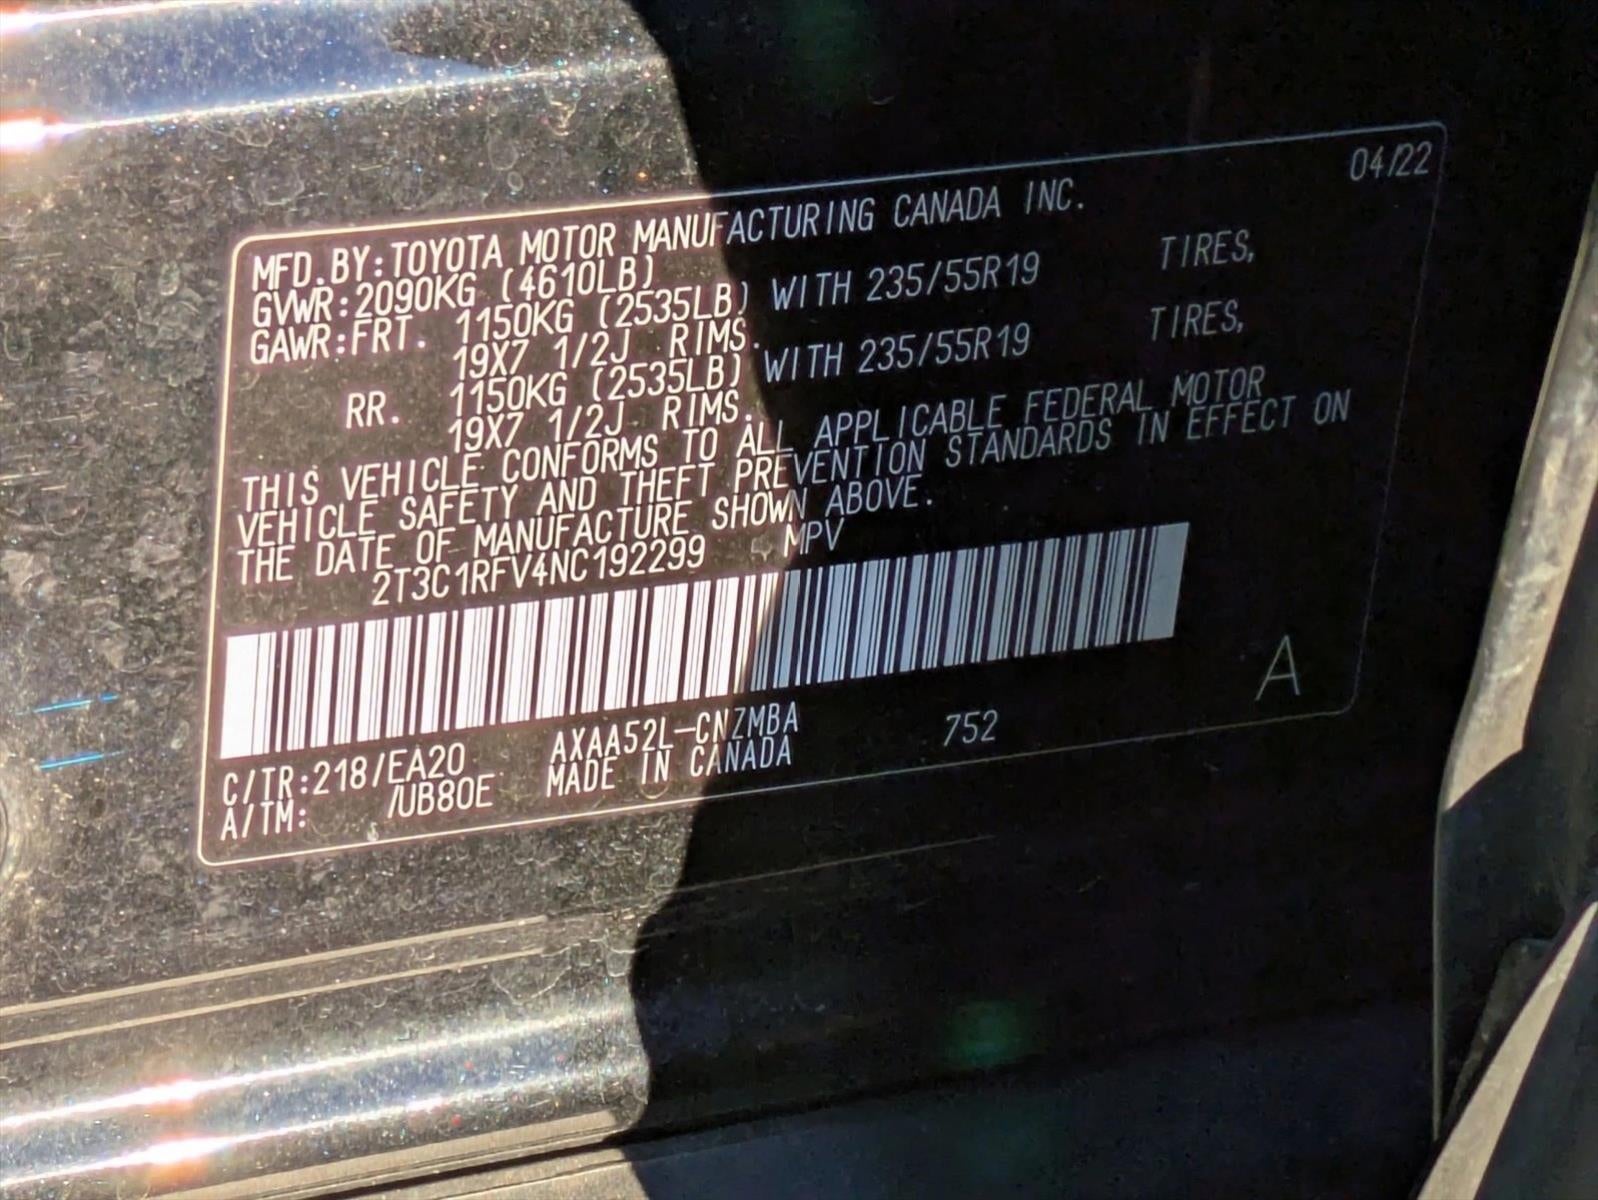 04/22
MFD.BY:TOYOTA MOTOR MANUFACTURING CANADA INC.
GVWR:2090KG (4610LB)
GAWR:FRT. 1150KG (2535LB) WITH 235/55R19 TIRES,
19X7 1/2J RIMS.
RR. 1150KG (2535LB) WITH 235/55R19 TIRES,
19X7 1/2J RIMS.
THIS VEHICLE CONFORMS TO ALL APPLICABLE FEDERAL MOTOR
VEHICLE SAFETY AND THEFT PREVENTION STANDARDS IN EFFECT ON
THE DATE OF MANUFACTURE SHOWN ABOVE.
2T3C1RFV4NC192299 MPV
C/TR:218/EA20 AXAA52L-CNZMBA 752 A
A/TM: /UB80E MADE IN CANADA